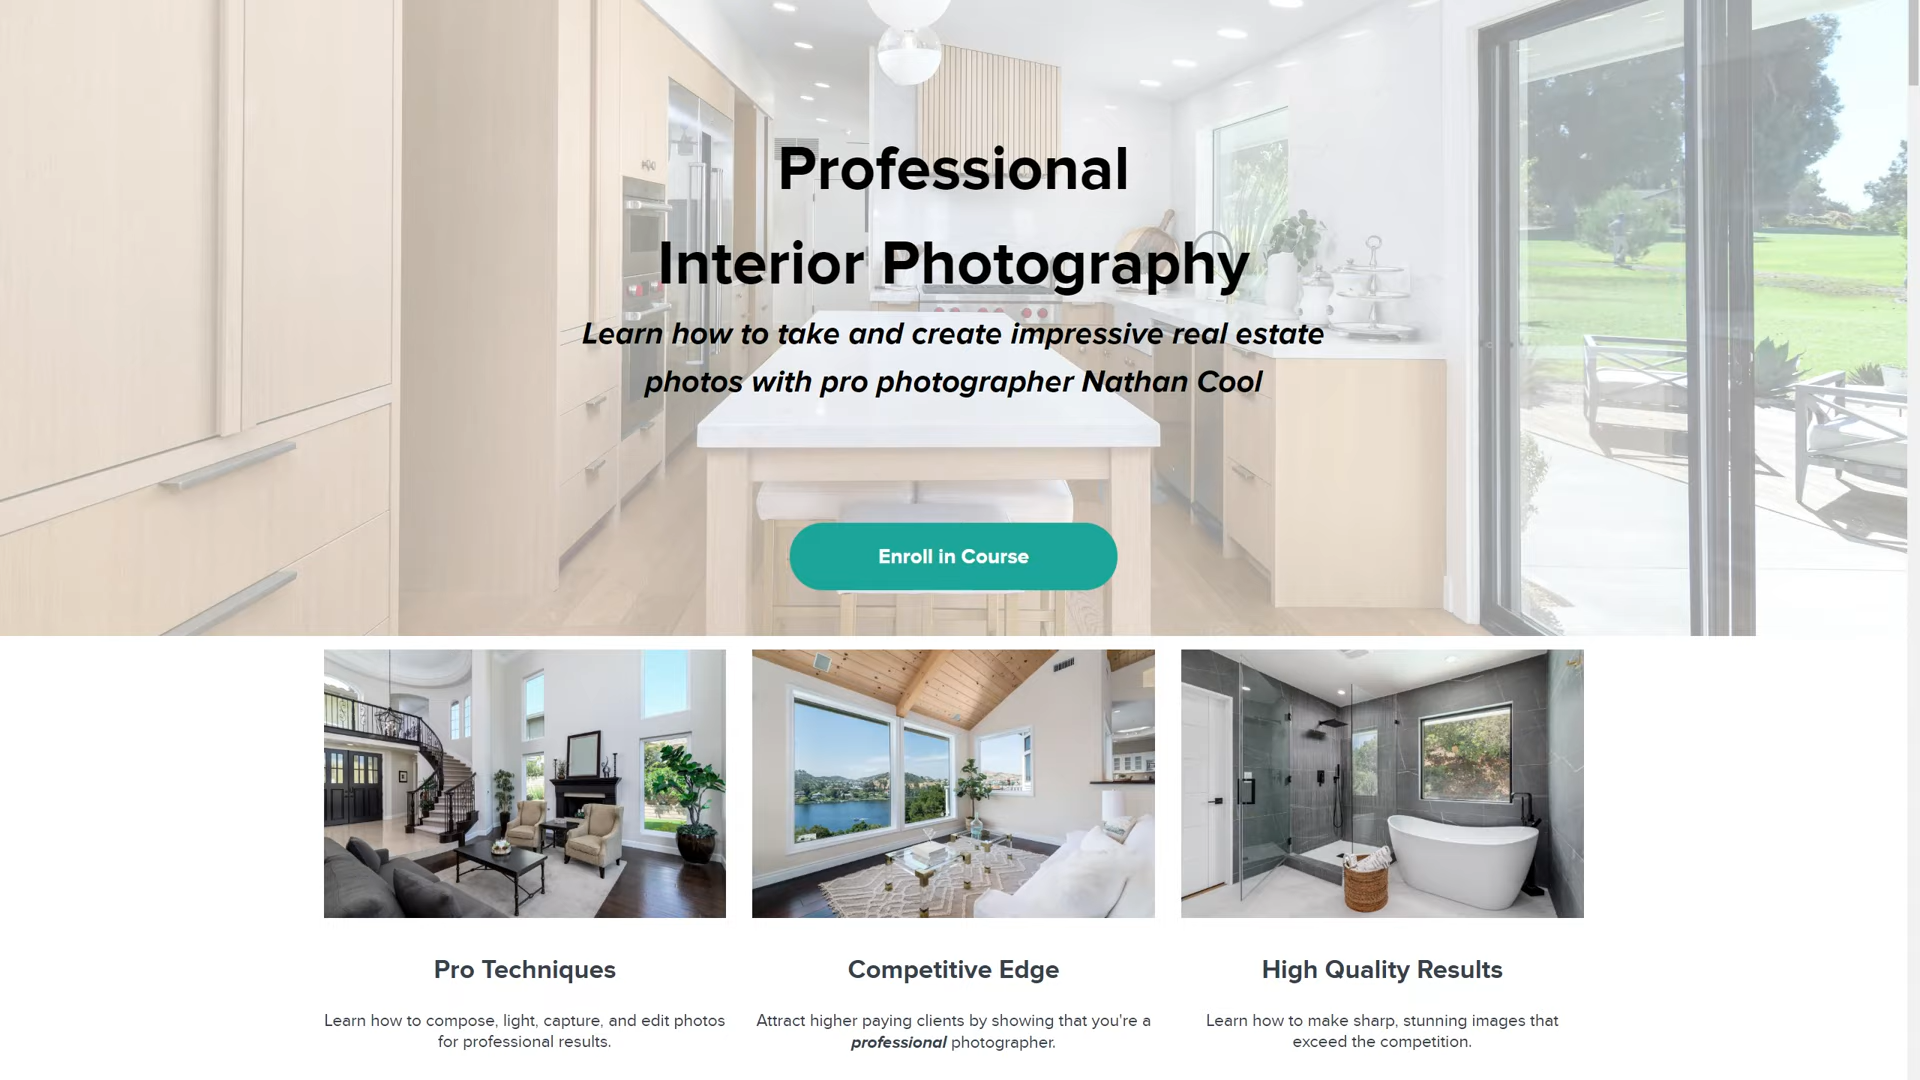 Professional
Interior Photography
Learn how to take and create impressive real estate
photos with pro photographer Nathan Cool
Enroll in Course
Pro Techniques
Learn how to compose, light, capture, and edit photos
for professional results.
Competitive Edge
Attract higher paying clients by showing that you're a
professional photographer.
High Quality Results
Learn how to make sharp, stunning images that
exceed the competition.